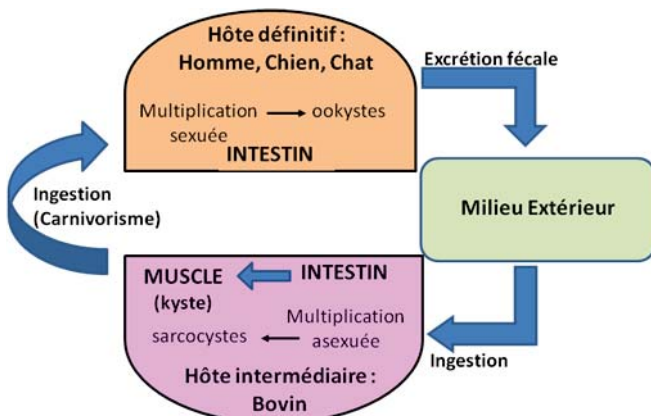 Hôte définitif :
Homme, Chien, Chat
Multiplication sexuée
ookystes
INTESTIN
Excrétion fécale
Milieu Extérieur
Ingestion
(Carnivorisme)
MUSCLE
(kyste)
INTESTIN
sarcocystes
Multiplication
asexuée
Ingestion
Hôte intermédiaire :
Bovin